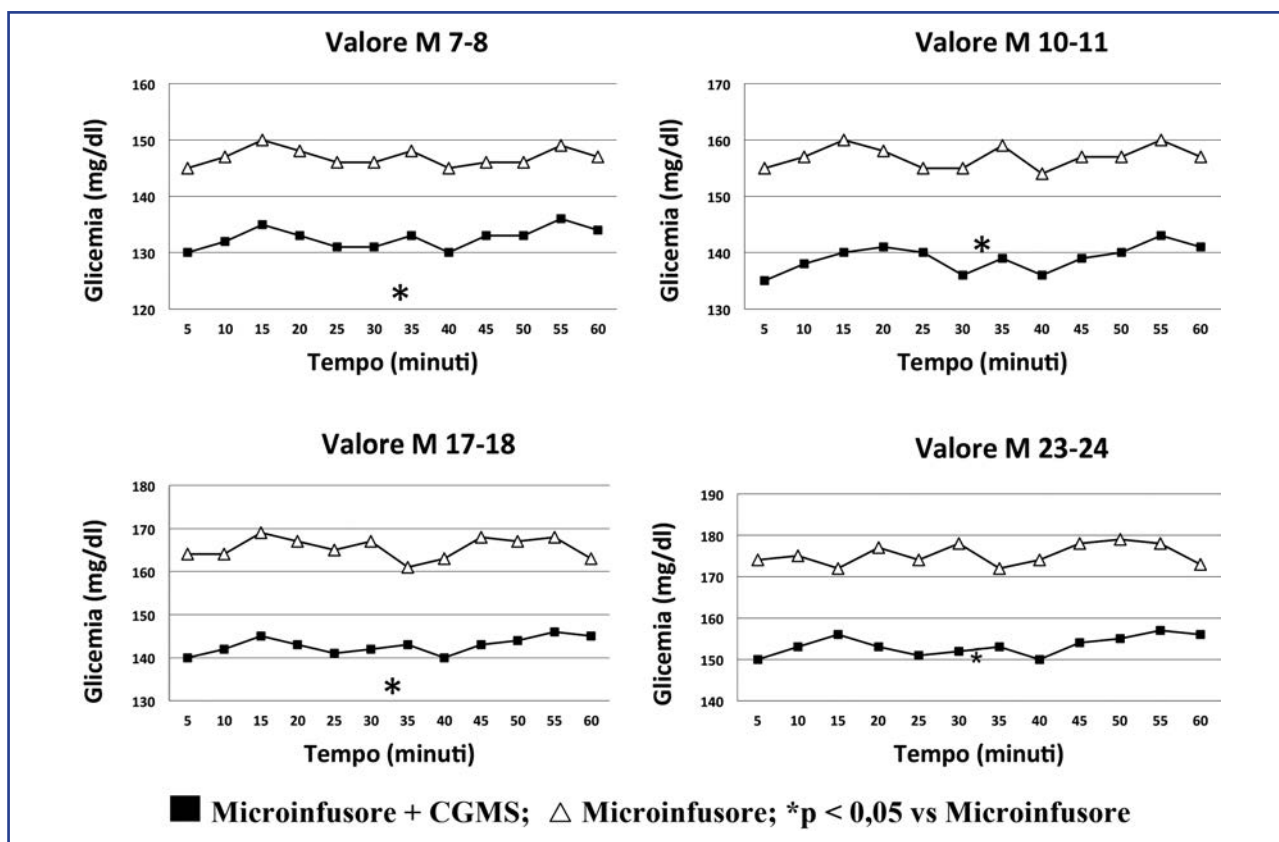 Valore M 7-8
Glicemia (mg/dl)
160
150
140
130
120
5 10 15 20 25 30 35 40 45 50 55 60
Tempo (minuti)
*
Valore M 10-11
Glicemia (mg/dl)
170
160
150
140
130
5 10 15 20 25 30 35 40 45 50 55 60
Tempo (minuti)
*
Valore M 17-18
Glicemia (mg/dl)
180
170
160
150
140
130
5 10 15 20 25 30 35 40 45 50 55 60
Tempo (minuti)
*
Valore M 23-24
Glicemia (mg/dl)
190
180
170
160
150
140
5 10 15 20 25 30 35 40 45 50 55 60
Tempo (minuti)
*
■ Microinfusore + CGMS; △ Microinfusore; *p < 0,05 vs Microinfusore